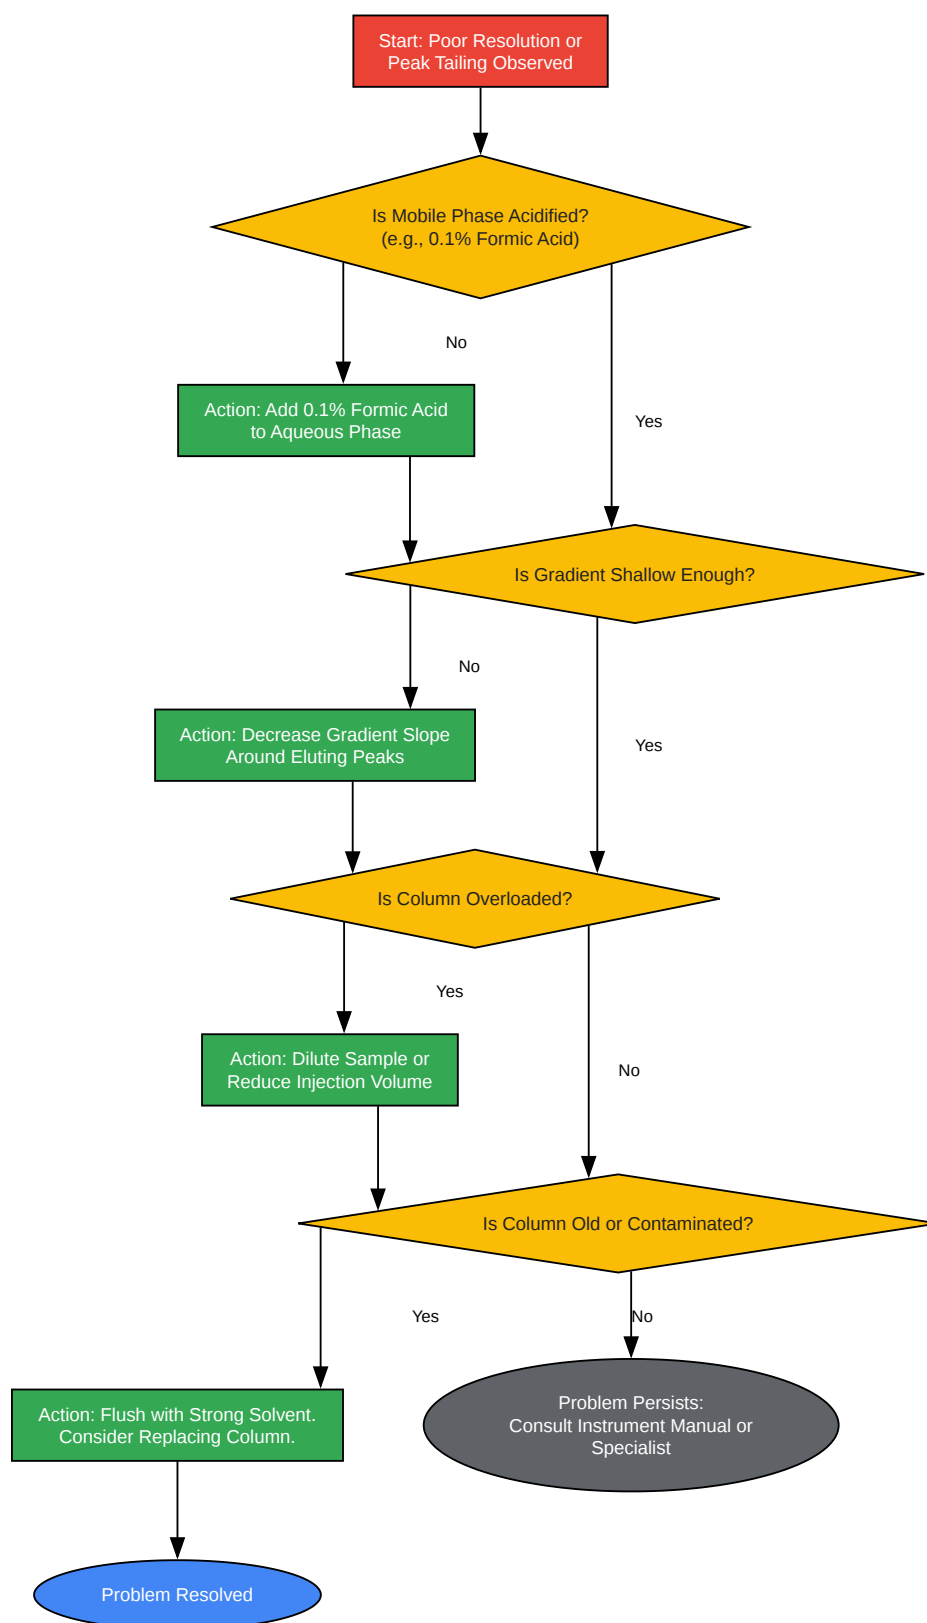 Start: Poor Resolution or
Peak Tailing Observed
Is Mobile Phase Acidified?
(e.g., 0.1% Formic Acid)
No
Action: Add 0.1% Formic Acid
to Aqueous Phase
Yes
Is Gradient Shallow Enough?
No
Action: Decrease Gradient Slope
Around Eluting Peaks
Yes
Is Column Overloaded?
Yes
Action: Dilute Sample or
Reduce Injection Volume
No
Is Column Old or Contaminated?
Yes
No
Action: Flush with Strong Solvent.
Consider Replacing Column.
Problem Persists:
Consult Instrument Manual or
Specialist
Problem Resolved